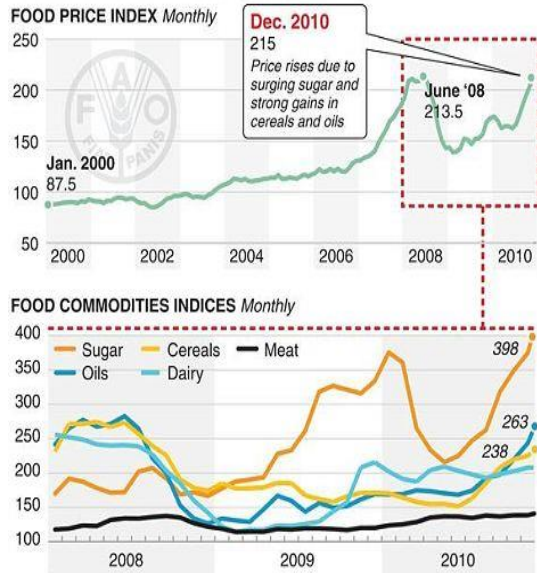 FOOD PRICE INDEX Monthly
Dec. 2010
215
Price rises due to
surging sugar and
strong gains in
cereals and oils
250
200
150
100
50
FAO
FIAT PANIS
June ‘08
213.5
Jan. 2000
87.5
2000 2002 2004 2006 2008 2010
FOOD COMMODITIES INDICES Monthly
400
350
300
250
200
150
100
Sugar Cereals Meat
Oils Dairy
398
263
238
2008 2009 2010